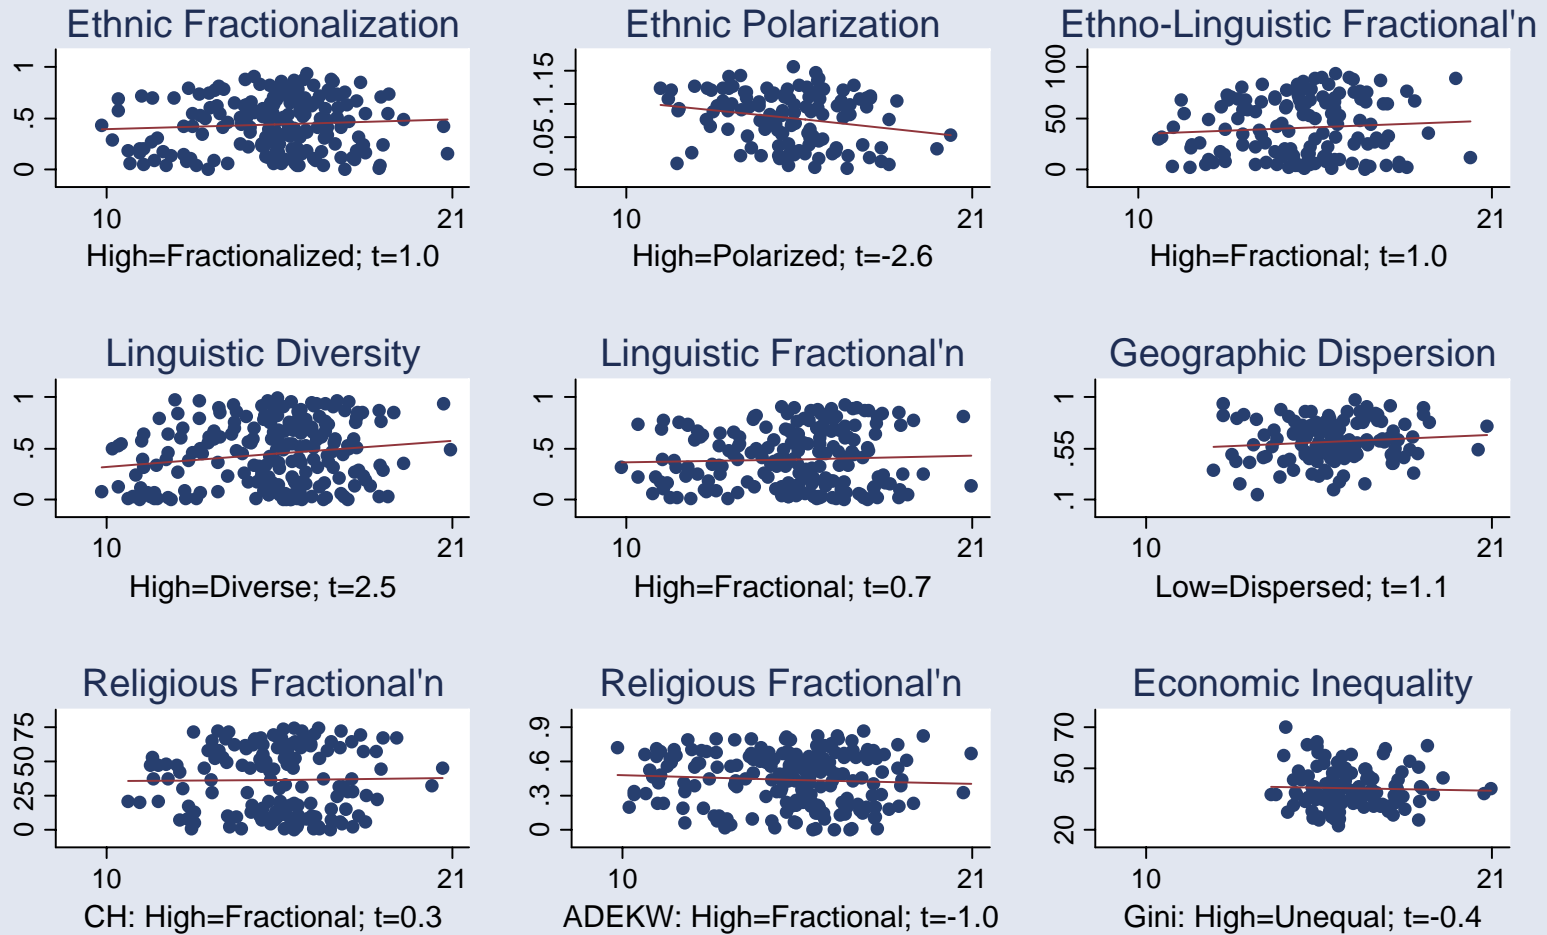 Ethnic Fractionalization
1
.5
0
10 21
High=Fractionalized; t=1.0
Ethnic Polarization
.15
.1
.05
0
10 21
High=Polarized; t=-2.6
Ethno-Linguistic Fractional'n
100
50
0
10 21
High=Fractional; t=1.0
Linguistic Diversity
1
.5
0
10 21
High=Diverse; t=2.5
Linguistic Fractional'n
1
.5
0
10 21
High=Fractional; t=0.7
Geographic Dispersion
1
.55
.1
10 21
Low=Dispersed; t=1.1
Religious Fractional'n
75
50
25
0
10 21
CH: High=Fractional; t=0.3
Religious Fractional'n
.9
.6
.3
0
10 21
ADEKW: High=Fractional; t=-1.0
Economic Inequality
70
50
20
10 21
Gini: High=Unequal; t=-0.4